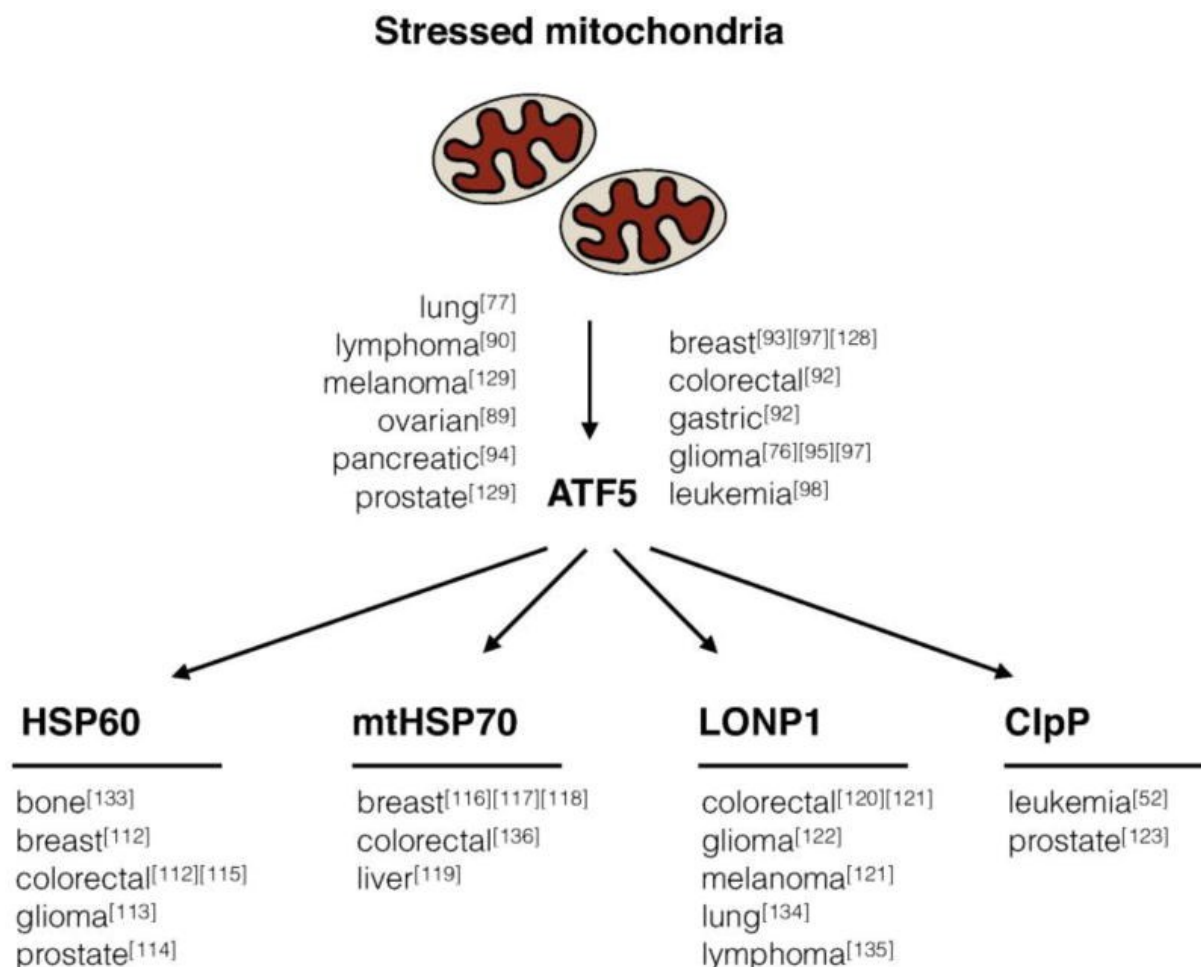 Stressed mitochondria
lung[77]
lymphoma[90]
melanoma[129]
ovarian[89]
pancreatic[94]
prostate[129]
breast[93][97][128]
colorectal[92]
gastric[92]
glioma[76][95][97]
leukemia[98]
ATF5
HSP60
bone[133]
breast[112]
colorectal[112][115]
glioma[113]
prostate[114]
mtHSP70
breast[116][117][118]
colorectal[136]
liver[119]
LONP1
colorectal[120][121]
glioma[122]
melanoma[121]
lung[134]
lymphoma[135]
ClpP
leukemia[52]
prostate[123]